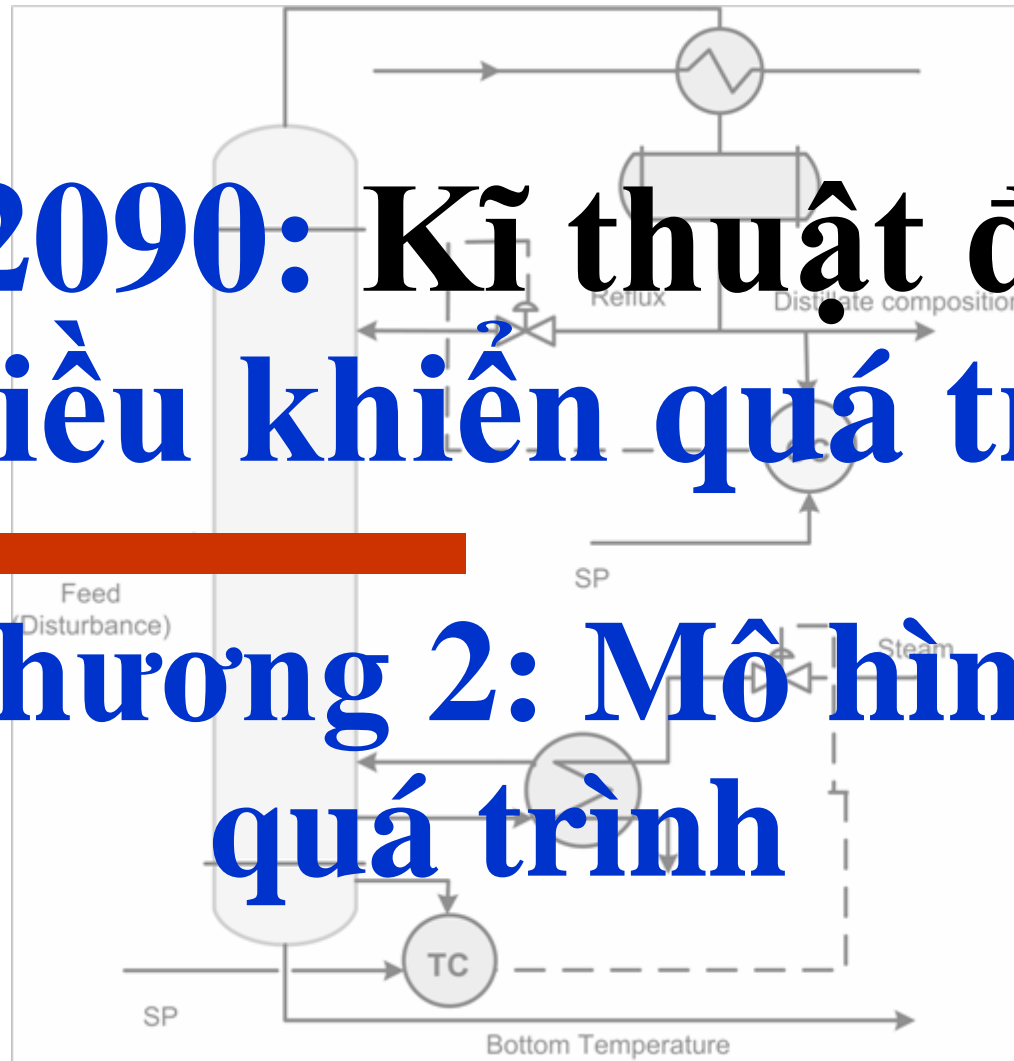 2090: Kĩ thuật đ
Reflux
Distillate composition
iều khiển quá tr
Feed
(Disturbance)
SP
hương 2: Mô hìn
Steam
quá trình
TC
SP
Bottom Temperature